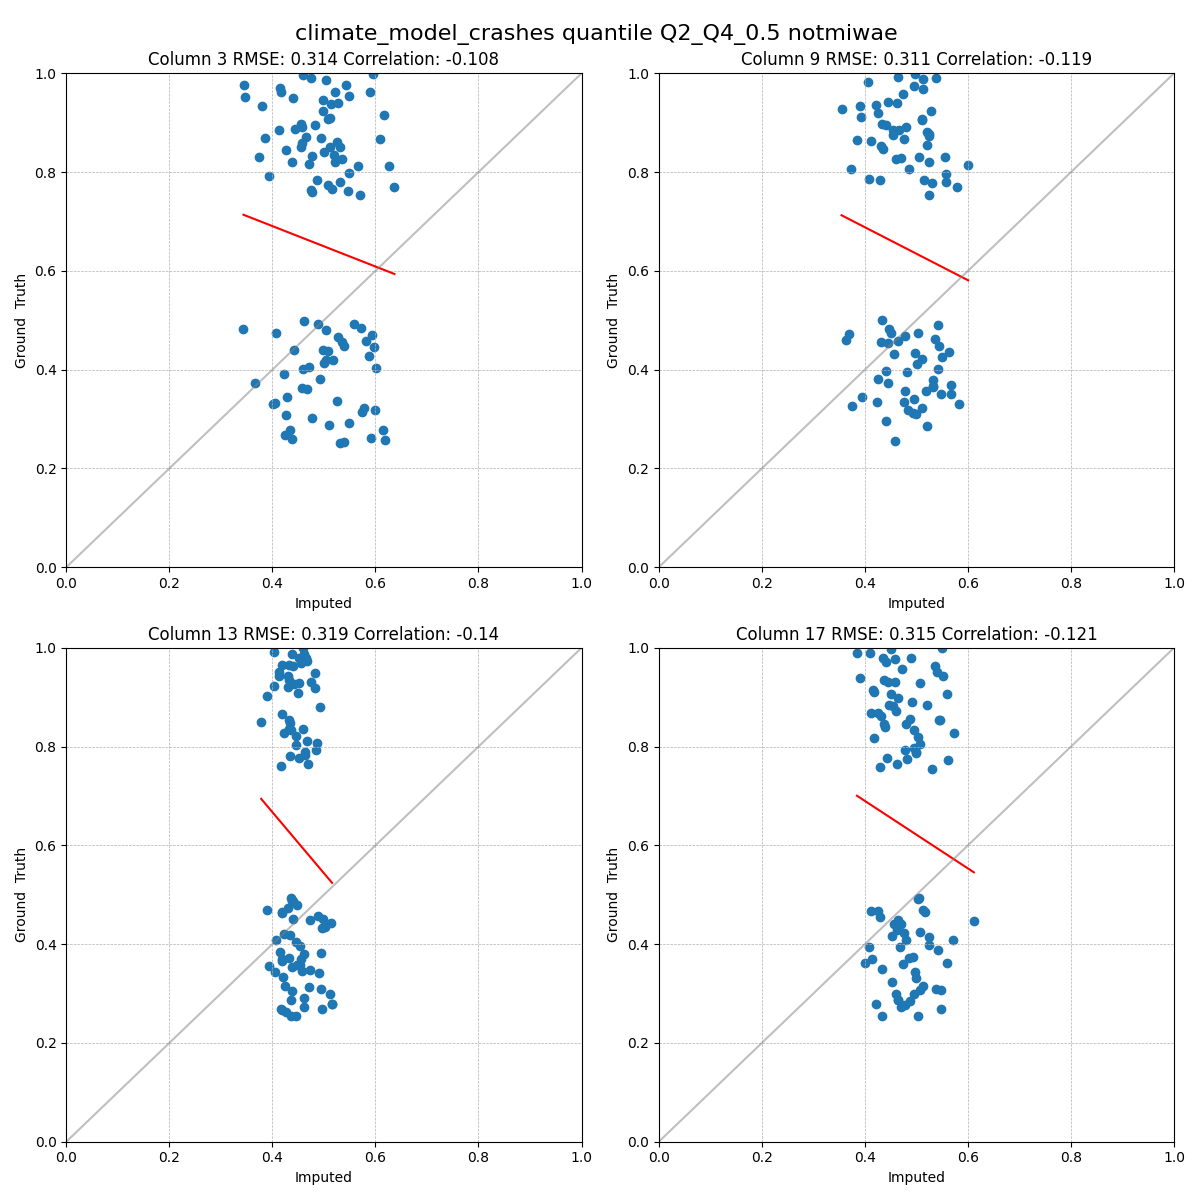 climate_model_crashes quantile Q2_Q4_0.5 notmiwae
Column 3 RMSE: 0.314 Correlation: -0.108
1.0
0.8
0.6
0.4
0.2
0.0
Ground Truth
0.0 0.2 0.4 0.6 0.8 1.0
Imputed
Column 9 RMSE: 0.311 Correlation: -0.119
1.0
0.8
0.6
0.4
0.2
0.0
Ground Truth
0.0 0.2 0.4 0.6 0.8 1.0
Imputed
Column 13 RMSE: 0.319 Correlation: -0.14
1.0
0.8
0.6
0.4
0.2
0.0
Ground Truth
0.0 0.2 0.4 0.6 0.8 1.0
Imputed
Column 17 RMSE: 0.315 Correlation: -0.121
1.0
0.8
0.6
0.4
0.2
0.0
Ground Truth
0.0 0.2 0.4 0.6 0.8 1.0
Imputed